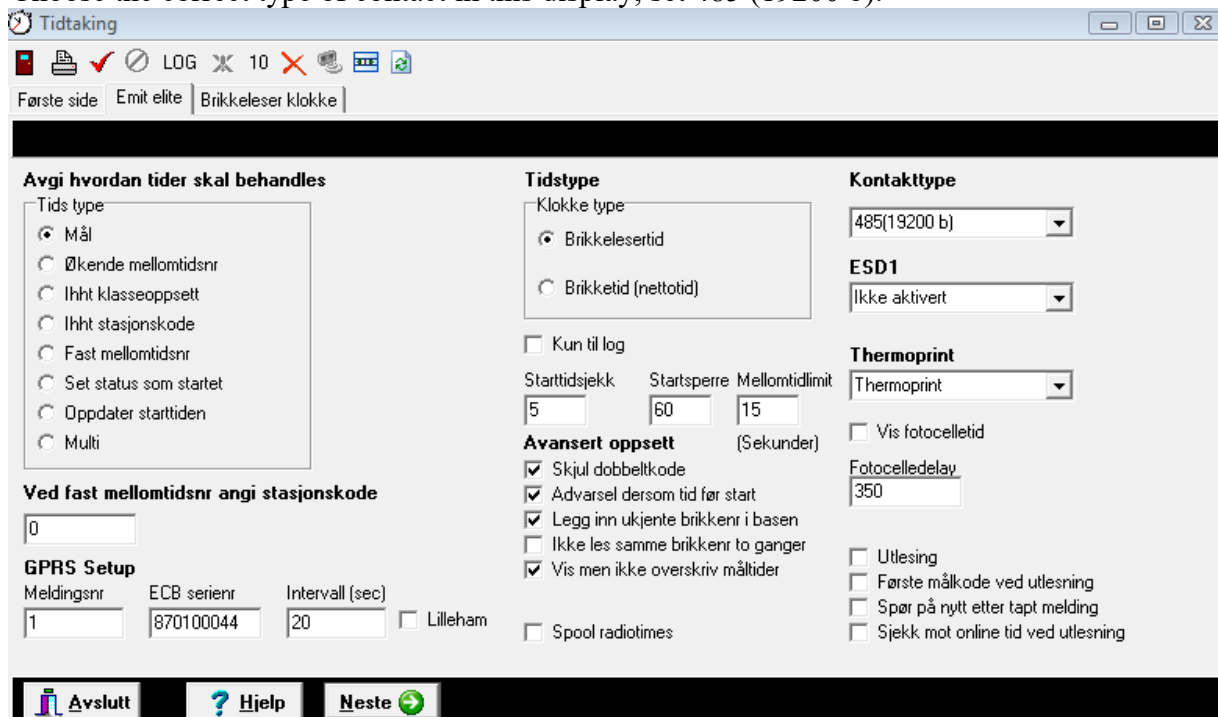 Choose the correct type of contact in this display, set 485 (19200 b).
Tidtaking
LOG 10
Første side Emit elite Brikkeleser klokke
Avgi hvordan tider skal behandles
Tids type
Mål
Økende mellomtidsnr
Ihht klasseoppsett
Ihht stasjonskode
Fast mellomtidsnr
Set status som startet
Oppdater starttiden
Multi
Ved fast mellomtidsnr angi stasjonskode
0
GPRS Setup
Meldingsnr ECB serienr Intervall (sec)
1 870100044 20 Lilleham
Tidstype
Klokke type
Brikkelesertid
Brikketid (nettotid)
Kun til log
Starttidsjekk Startsperre Mellomtidlimit
5 60 15
Avansert oppsett (Sekunder)
Skjul dobbeltkode
Advarsel dersom tid før start
Legg inn ukjente brikkenr i basen
Ikke les samme brikkenr to ganger
Vis men ikke overskriv måltider
Spool radiotimes
Kontakttype
485(19200 b)
ESD1
Ikke aktivert
Thermoprint
Thermoprint
Vis fotocelletid
Fotocelledelay
350
Utlesing
Første målkode ved utlesning
Spør på nytt etter tapt melding
Sjekk mot online tid ved utlesning
Avslutt Hjelp Neste